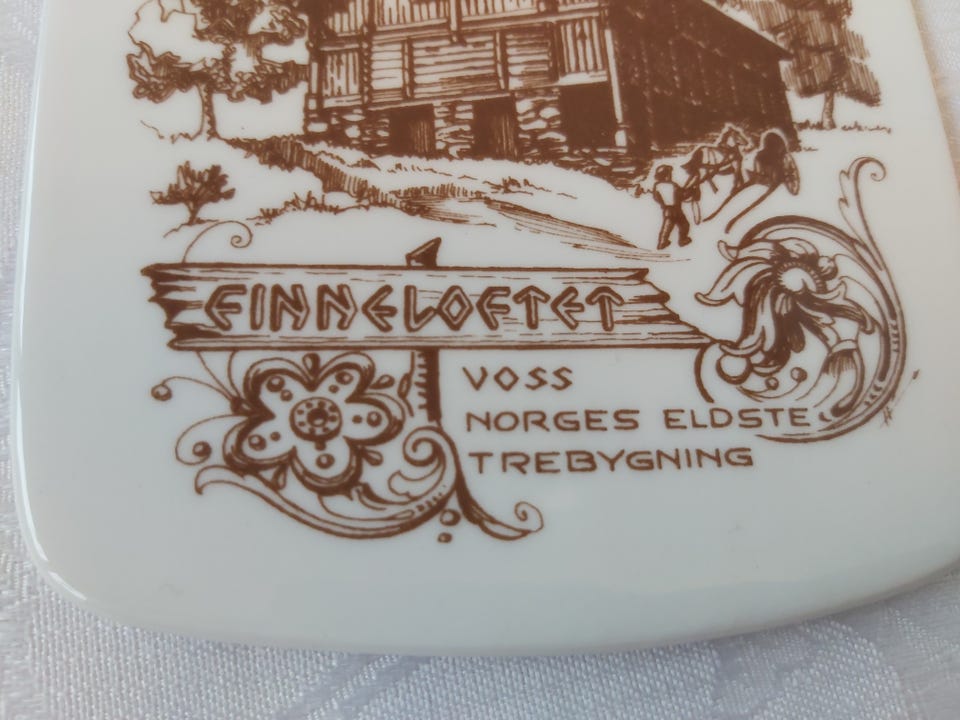 FINNELOFTET
VOSS
NORGES ELDSTE
TREBYGNING